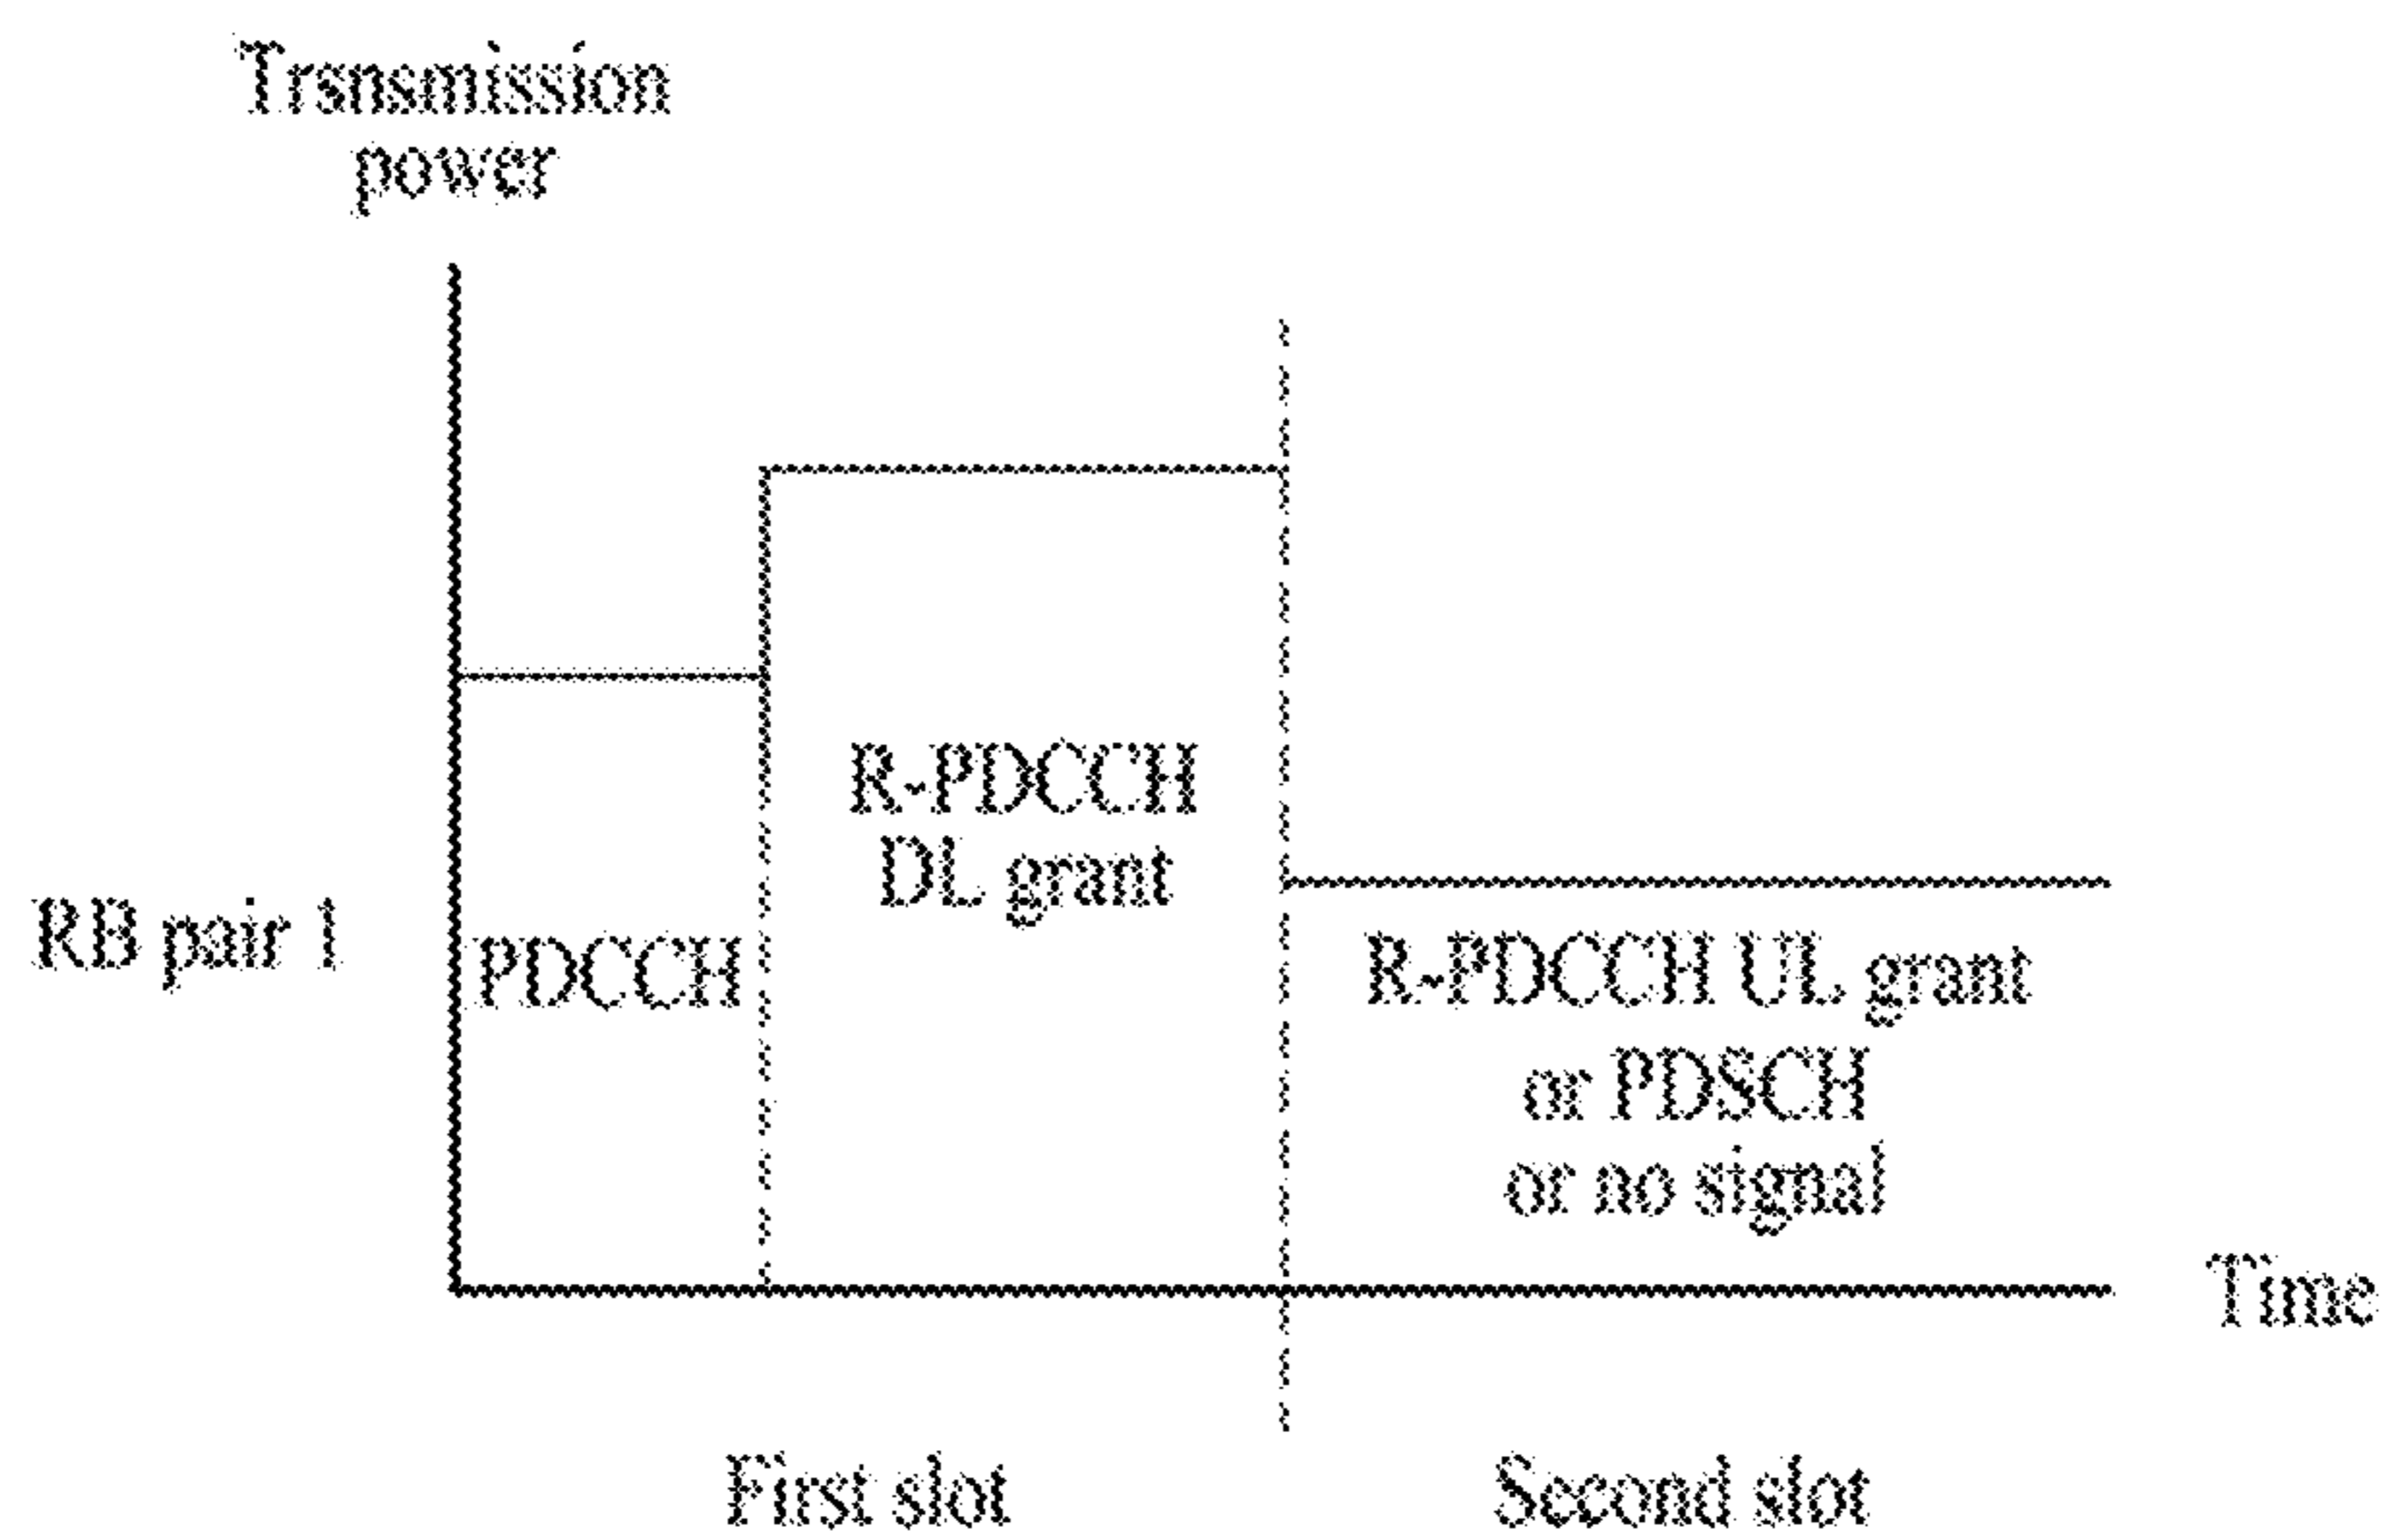 Trsnsmission
power
R-PDCCH
DL grant
RB pair 1
PDCCH
R-PDCCH UL grant
or PDSCH
or no signal
Time
First slot
Second slot